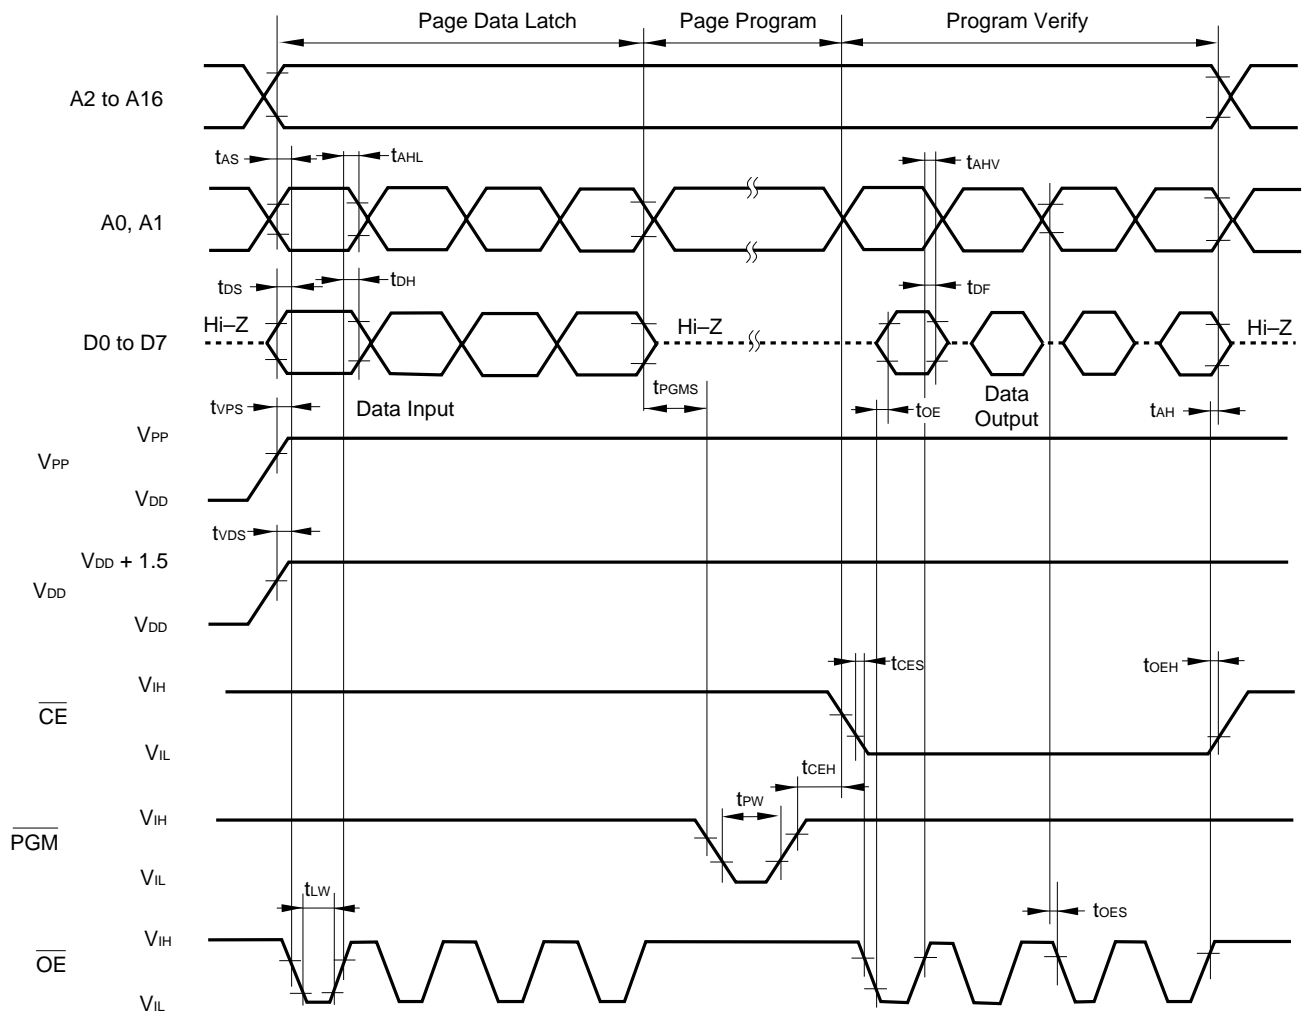 Page Data Latch Page Program Program Verify
A2 to A16
tAS tAHL tAHV
A0, A1
tDS tDH tDF
Hi–Z Hi–Z Hi–Z
D0 to D7
tPGMS
tVPS Data Input tOE Data Output tAH
VPP
VPP
VDD
tVDS
VDD + 1.5
VDD
VDD
tCES tOEH
VIH
CE
VIL
tCEH
tPW
VIH
PGM
VIL
tLW
tOES
VIH
OE
VIL